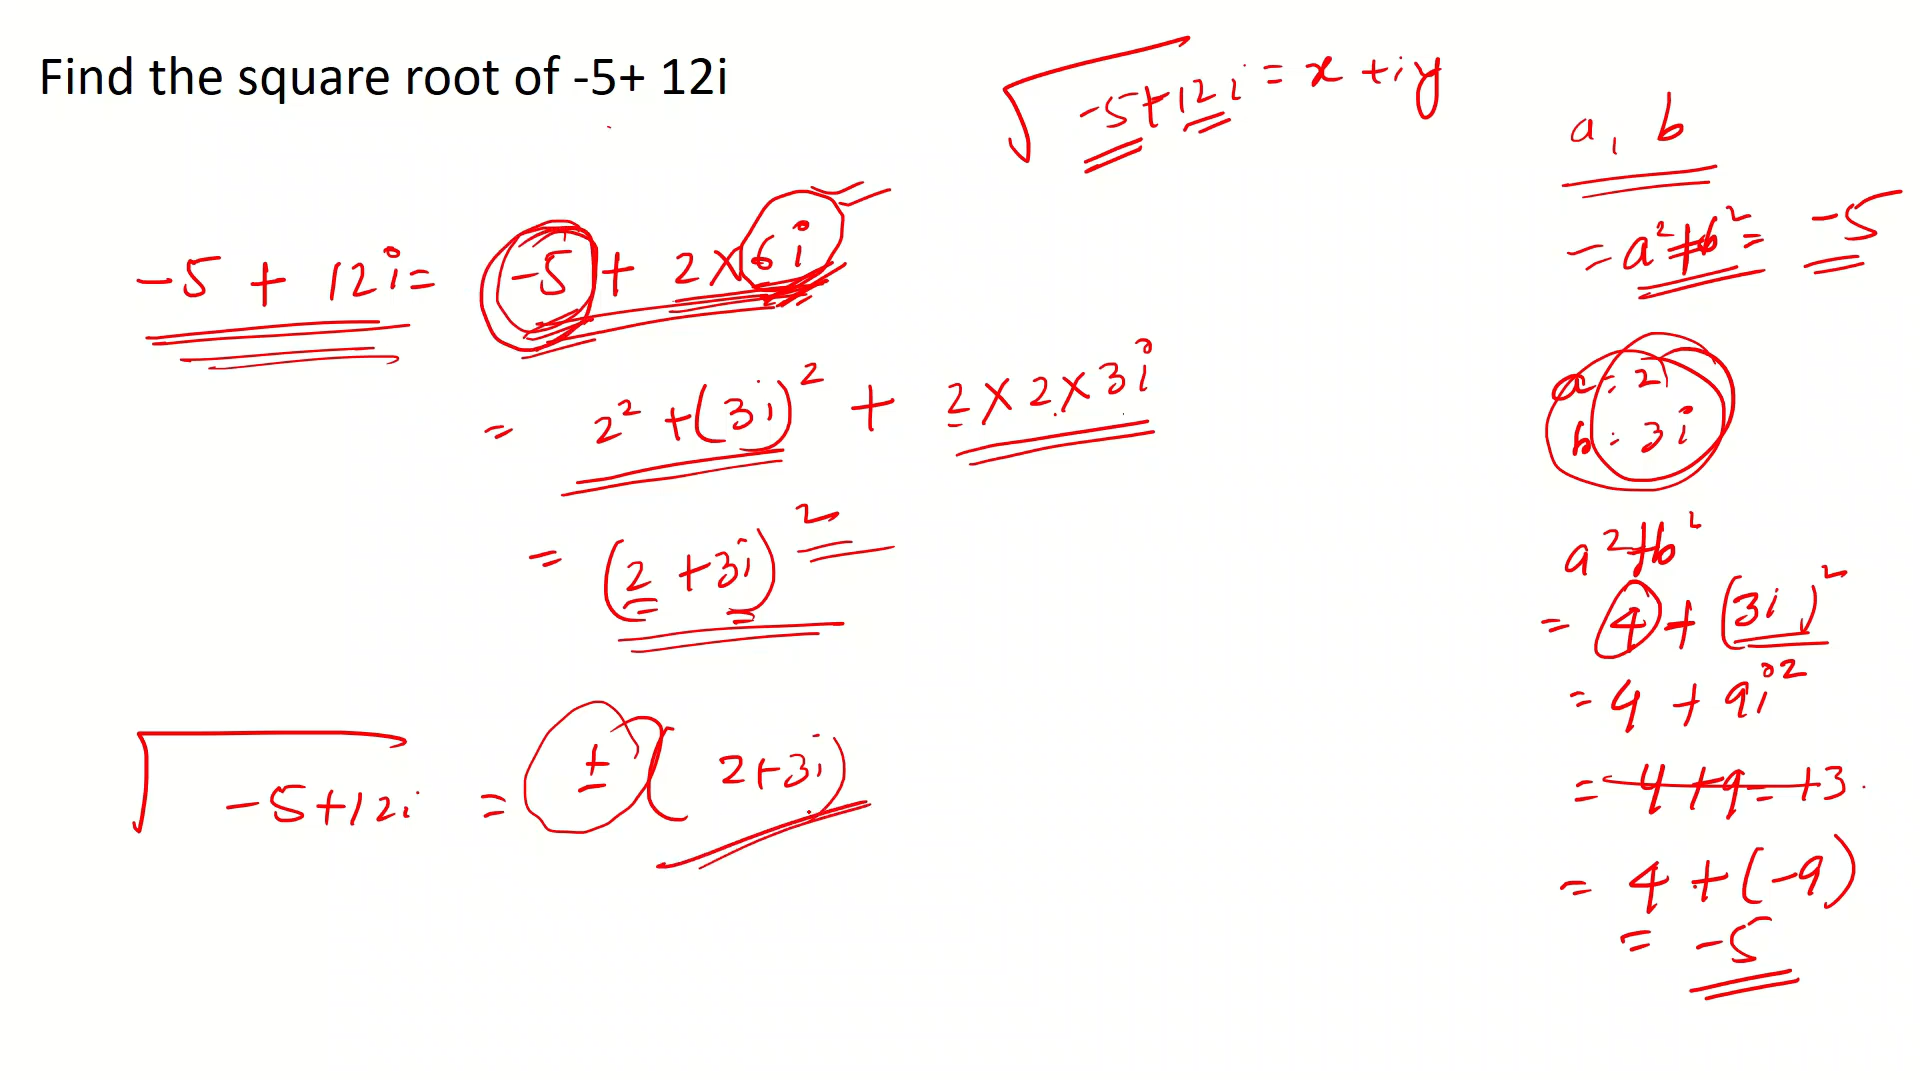 Find the square root of -5+ 12i
√-5+12i = x + iy
-5 + 12i = -5 + 2×6i
= 2² + (3i)² + 2×2×3i
= (2 + 3i)²
√-5+12i = ± (2+3i)
a, b
= a²+b² = -5
a = 2
b = 3i
a²+b²
= 4 + (3i)²
= 4 + 9i²
= 4+9 = +3
= 4 + (-9)
= -5